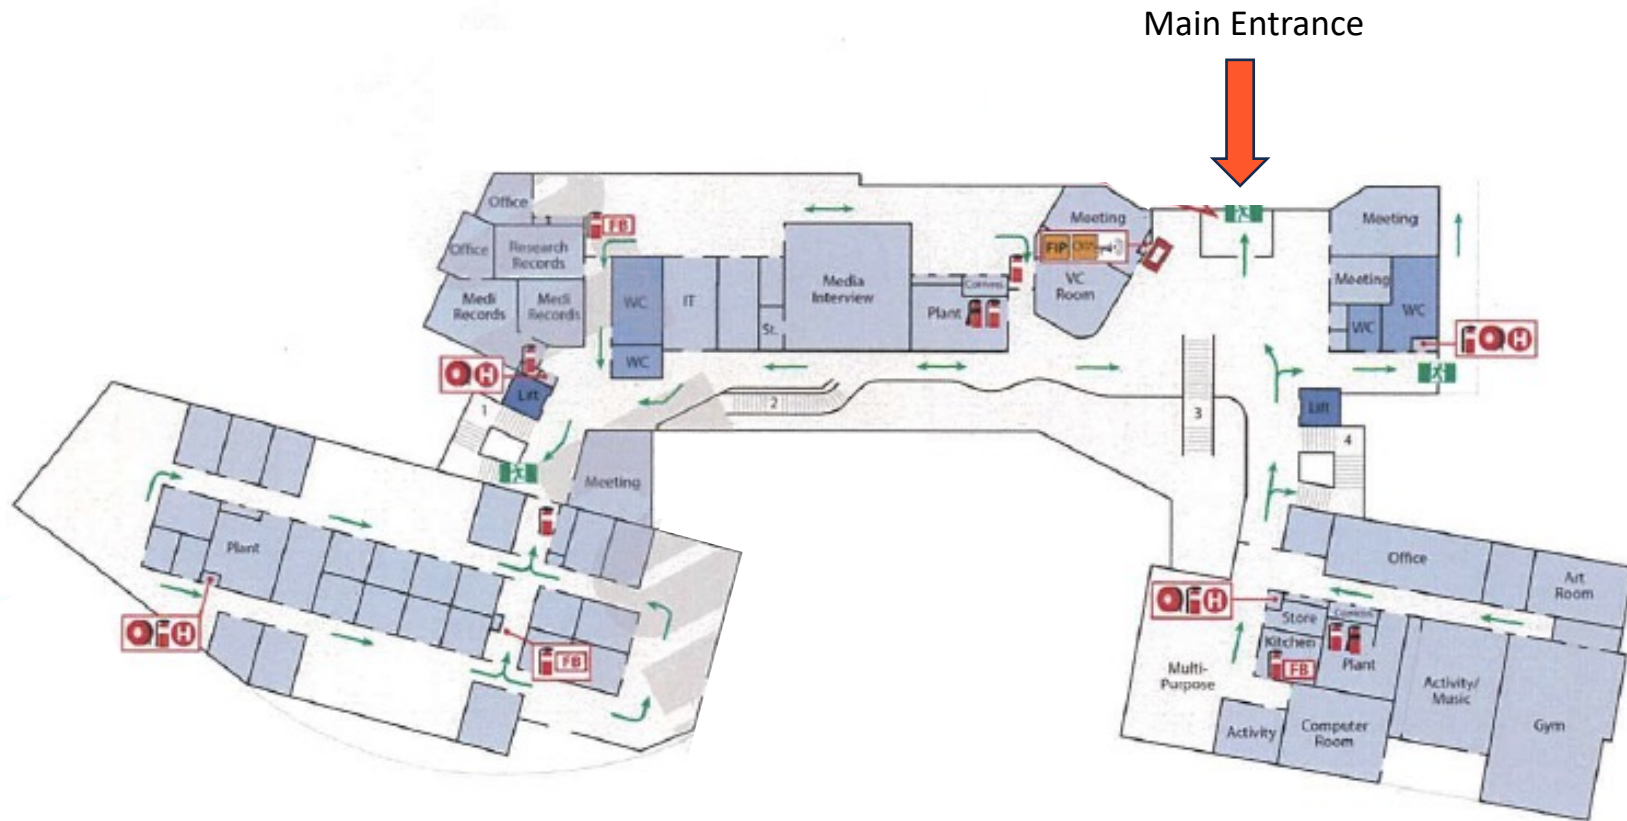 Main Entrance
Office
FB
Office
Research
Records
Medi
Records
Medi
Records
H
Lift
1
WC
WC
IT
St.
Media
Interview
Plant
Comms.
Meeting
FIP
VC
Room
Meeting
Meeting
WC
WC
H
2
3
Lift
4
Meeting
Plant
H
FB
Office
Art
Room
H
Store
Comms.
Kitchen
FB
Plant
Multi-
Purpose
Activity
Computer
Room
Activity/
Music
Gym